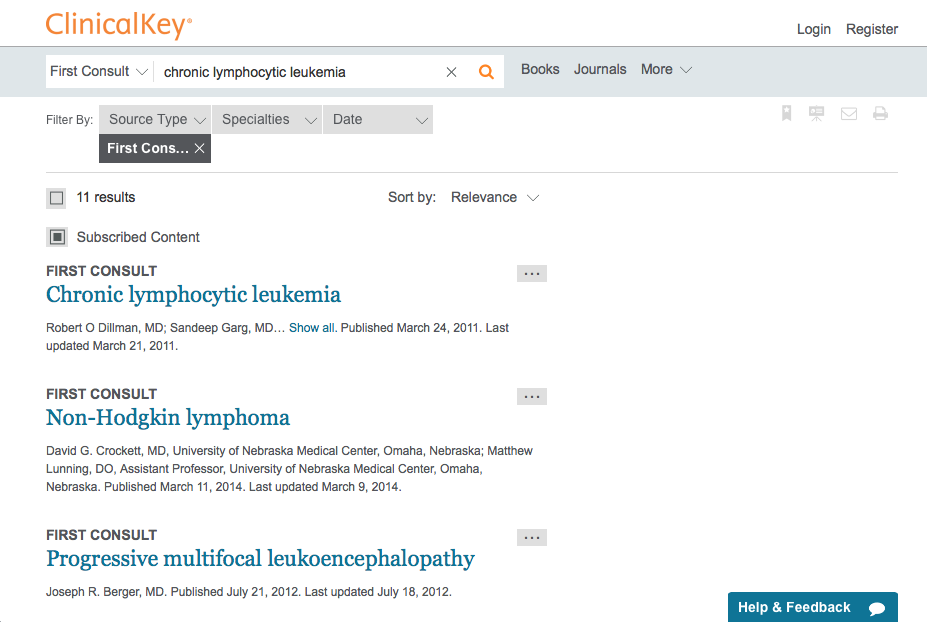 ClinicalKey®
Login Register
First Consult chronic lymphocytic leukemia Books Journals More
Filter By: Source Type Specialties Date
First Cons...
11 results Sort by: Relevance
Subscribed Content
FIRST CONSULT
Chronic lymphocytic leukemia
Robert O Dillman, MD; Sandeep Garg, MD... Show all. Published March 24, 2011. Last
updated March 21, 2011.
FIRST CONSULT
Non-Hodgkin lymphoma
David G. Crockett, MD, University of Nebraska Medical Center, Omaha, Nebraska; Matthew
Lunning, DO, Assistant Professor, University of Nebraska Medical Center, Omaha,
Nebraska. Published March 11, 2014. Last updated March 9, 2014.
FIRST CONSULT
Progressive multifocal leukoencephalopathy
Joseph R. Berger, MD. Published July 21, 2012. Last updated July 18, 2012.
Help & Feedback